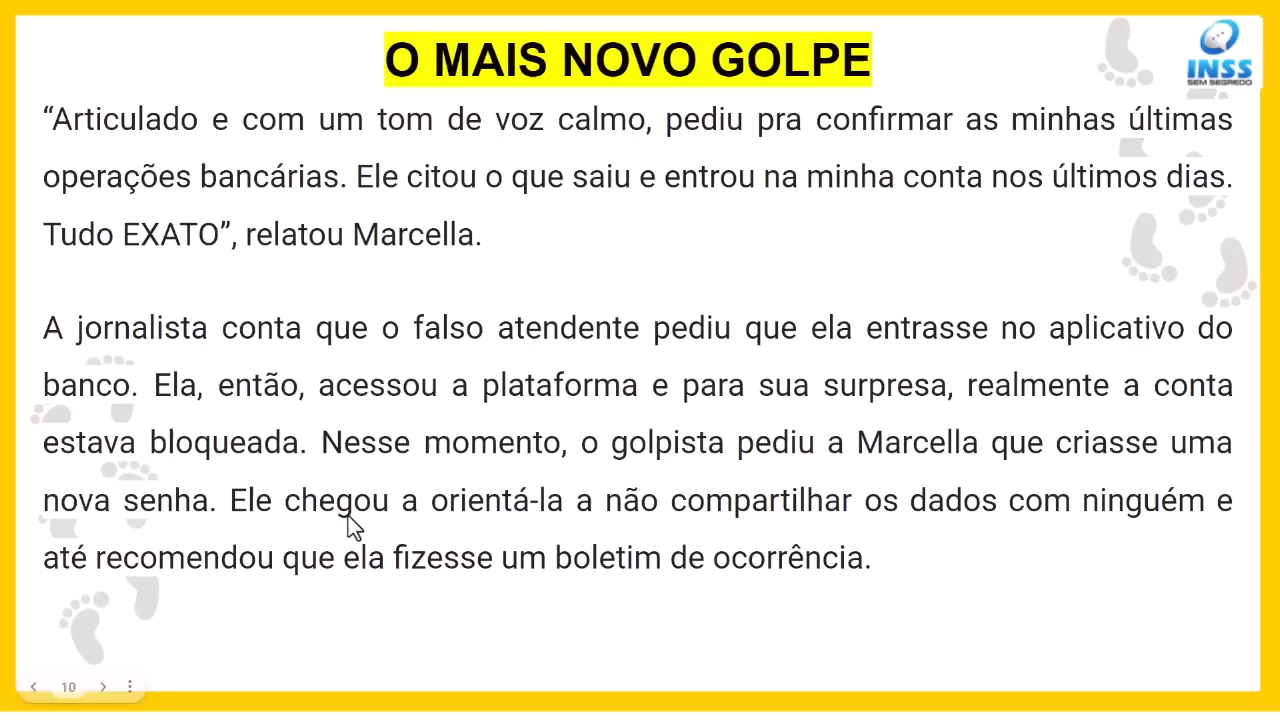 O MAIS NOVO GOLPE
INSS
SEM SEGREDO
“Articulado e com um tom de voz calmo, pediu pra confirmar as minhas últimas
operações bancárias. Ele citou o que saiu e entrou na minha conta nos últimos dias.
Tudo EXATO”, relatou Marcella.
A jornalista conta que o falso atendente pediu que ela entrasse no aplicativo do
banco. Ela, então, acessou a plataforma e para sua surpresa, realmente a conta
estava bloqueada. Nesse momento, o golpista pediu a Marcella que criasse uma
nova senha. Ele chegou a orientá-la a não compartilhar os dados com ninguém e
até recomendou que ela fizesse um boletim de ocorrência.
10